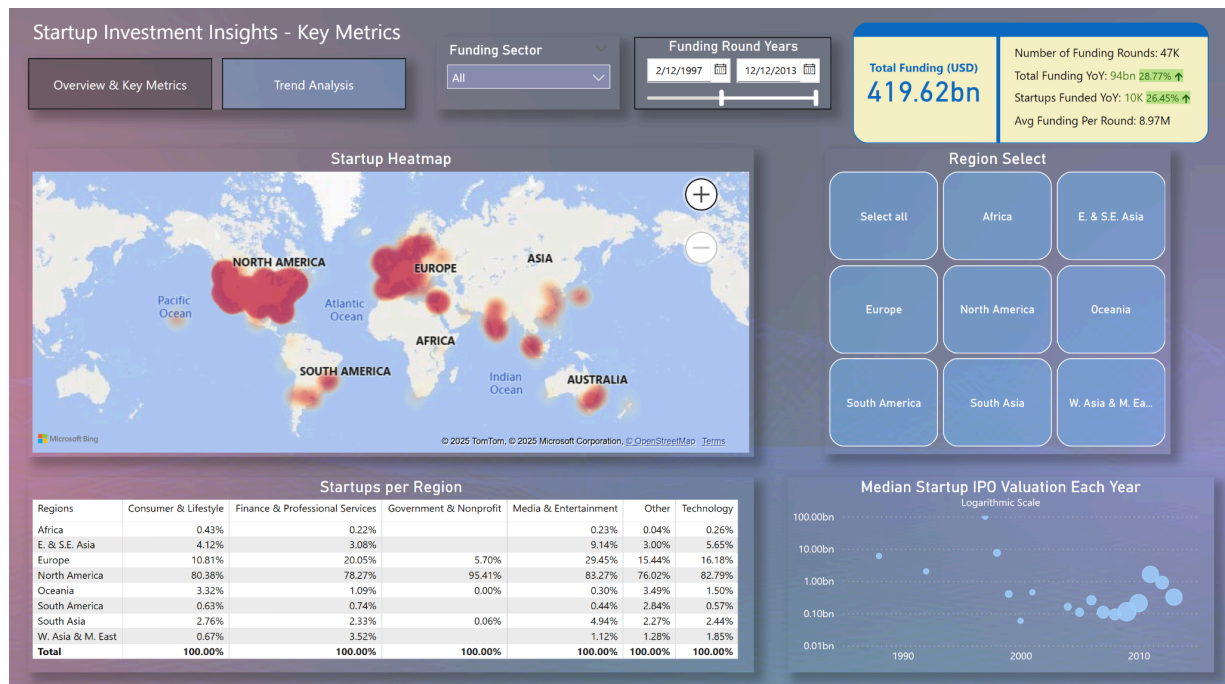 Startup Investment Insights - Key Metrics
Overview & Key Metrics
Trend Analysis
Funding Sector
All
Funding Round Years
2/12/1997
12/12/2013
Total Funding (USD)
419.62bn
Number of Funding Rounds: 47K
Total Funding YoY: 94bn 28.77% ↑
Startups Funded YoY: 10K 26.45% ↑
Avg Funding Per Round: 8.97M
Startup Heatmap
NORTH AMERICA
EUROPE
ASIA
Pacific
Ocean
Atlantic
Ocean
AFRICA
SOUTH AMERICA
Indian
Ocean
AUSTRALIA
Microsoft Bing
© 2025 TomTom, © 2025 Microsoft Corporation, © OpenStreetMap Terms
Region Select
Select all
Africa
E. & S.E. Asia
Europe
North America
Oceania
South America
South Asia
W. Asia & M. Ea...
Startups per Region
Regions Consumer & Lifestyle Finance & Professional Services Government & Nonprofit Media & Entertainment Other Technology
Africa 0.43% 0.22% 0.23% 0.04% 0.26%
E. & S.E. Asia 4.12% 3.08% 9.14% 3.00% 5.65%
Europe 10.81% 20.05% 5.70% 29.45% 15.44% 16.18%
North America 80.38% 78.27% 95.41% 83.27% 76.02% 82.79%
Oceania 3.32% 1.09% 0.00% 0.30% 3.49% 1.50%
South America 0.63% 0.74% 0.44% 2.84% 0.57%
South Asia 2.76% 2.33% 0.06% 4.94% 2.27% 2.44%
W. Asia & M. East 0.67% 3.52% 1.12% 1.28% 1.85%
Total 100.00% 100.00% 100.00% 100.00% 100.00% 100.00%
Median Startup IPO Valuation Each Year
Logarithmic Scale
100.00bn
10.00bn
1.00bn
0.10bn
0.01bn
1990
2000
2010